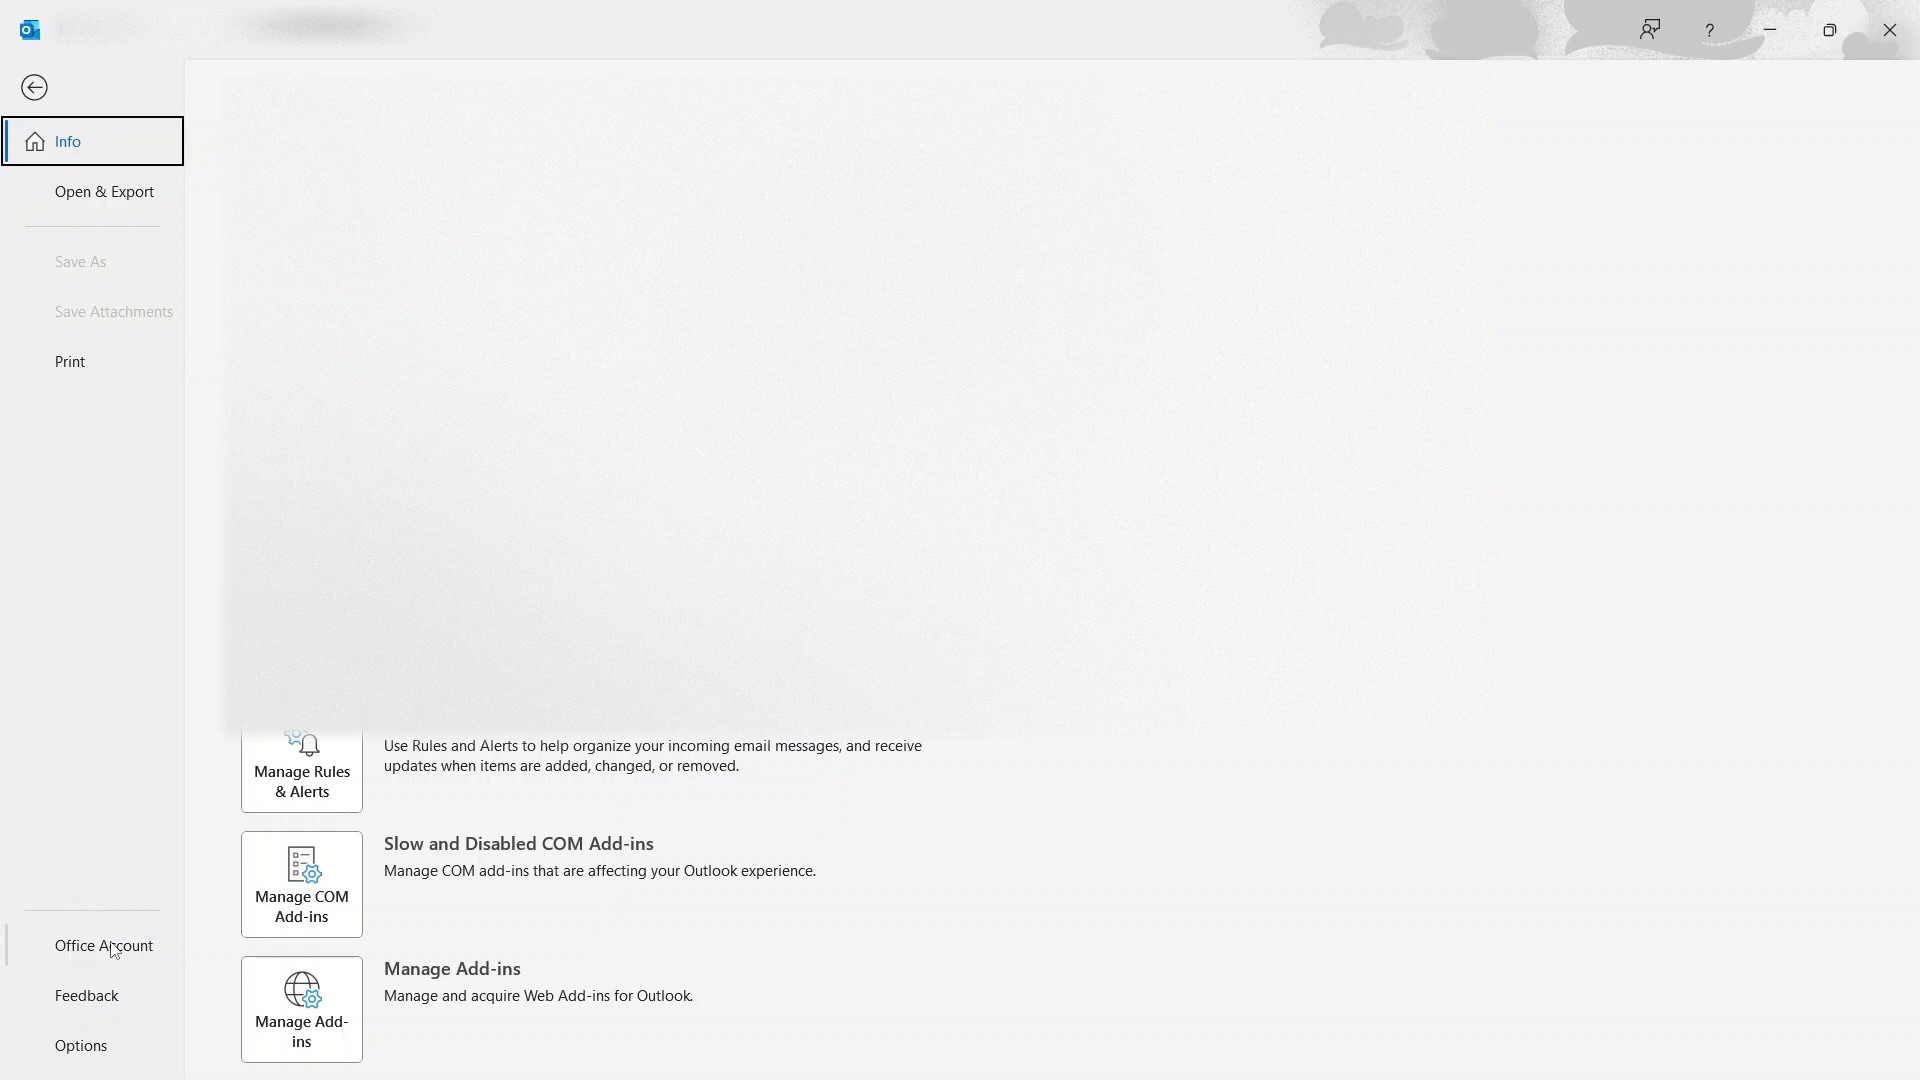 Info
Open & Export
Save As
Save Attachments
Print
Office Account
Feedback
Options
Manage Rules
& Alerts
Use Rules and Alerts to help organize your incoming email messages, and receive
updates when items are added, changed, or removed.
Manage COM
Add-ins
Slow and Disabled COM Add-ins
Manage COM add-ins that are affecting your Outlook experience.
Manage Add-
ins
Manage Add-ins
Manage and acquire Web Add-ins for Outlook.